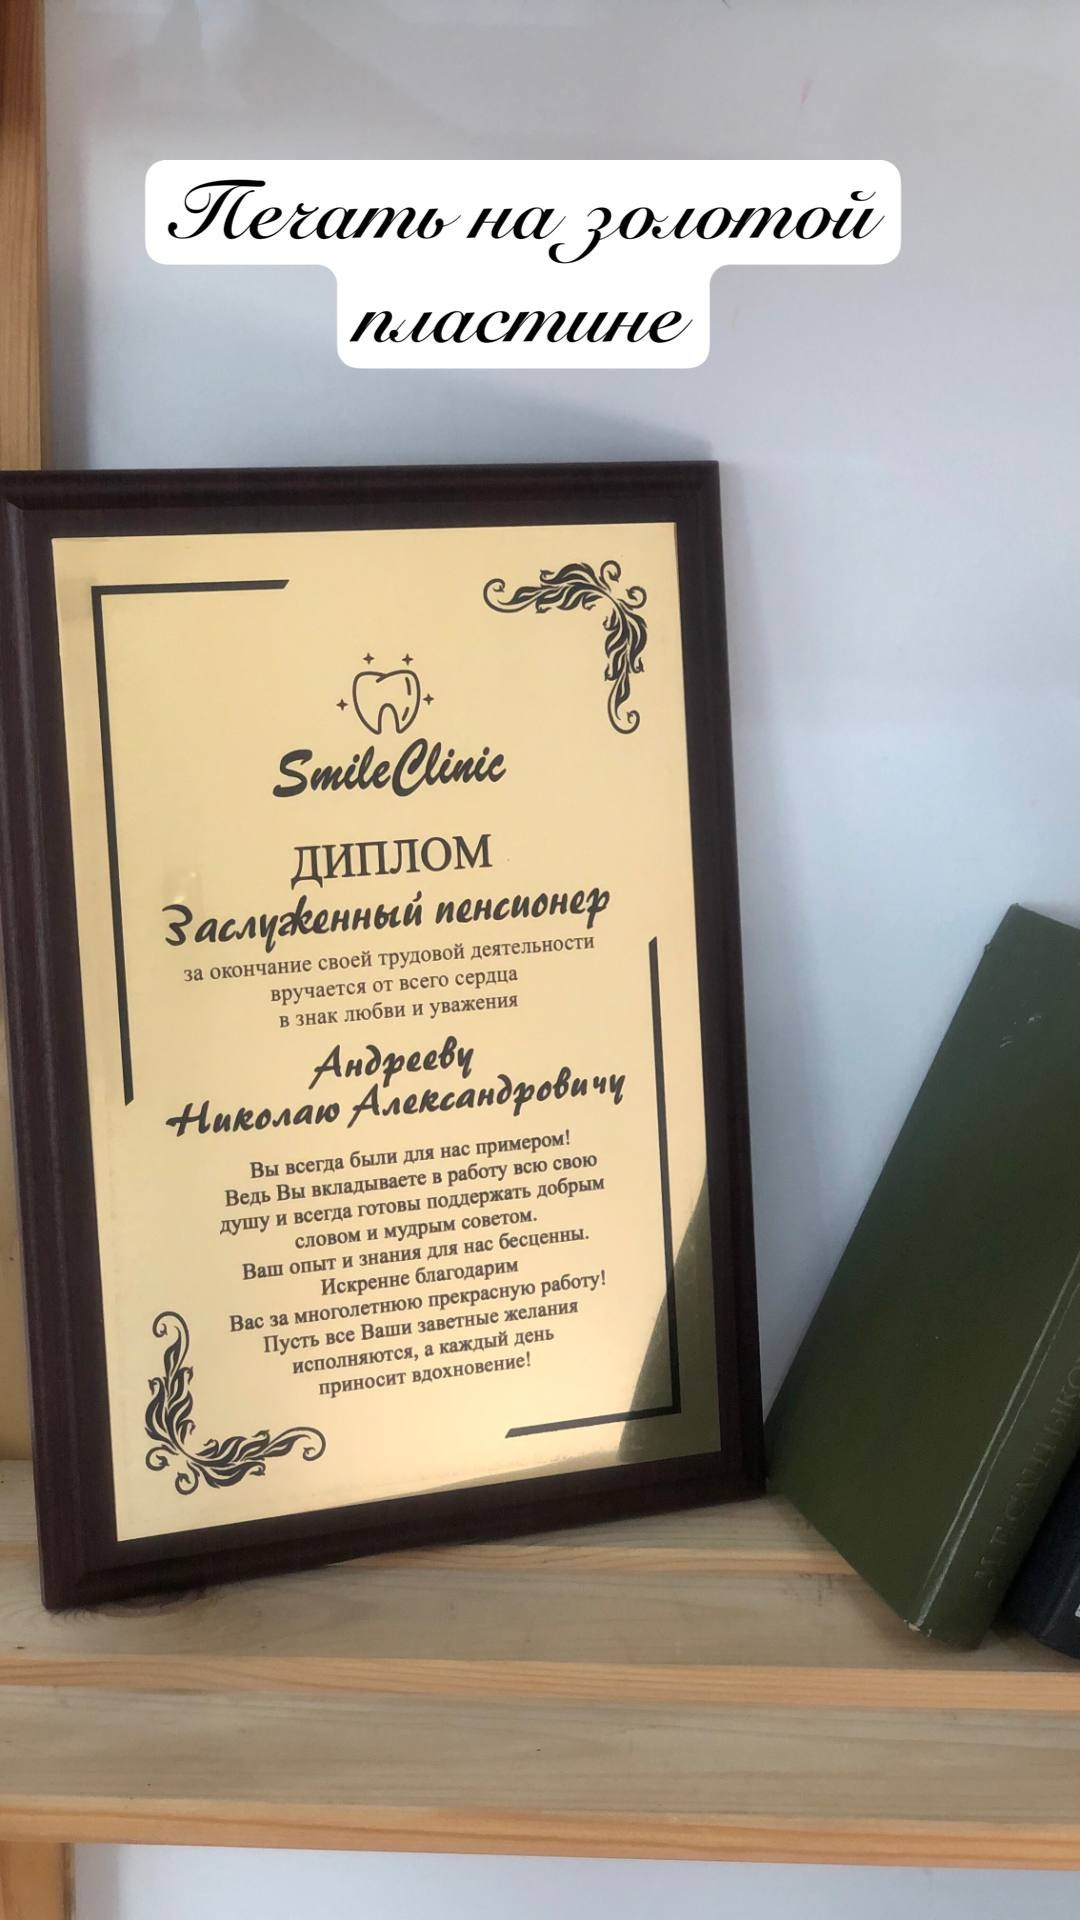 Печать на золотой
пластине
SmileClinic
ДИПЛОМ
Заслуженный пенсионер
за окончание своей трудовой деятельности
вручается от всего сердца
в знак любви и уважения
Андрееву
Николаю Александровичу
Вы всегда были для нас примером!
Ведь Вы вкладываете в работу всю свою
душу и всегда готовы поддержать добрым
словом и мудрым советом.
Ваш опыт и знания для нас бесценны.
Искренне благодарим
Вас за многолетнюю прекрасную работу!
Пусть все Ваши заветные желания
исполняются, а каждый день
приносит вдохновение!